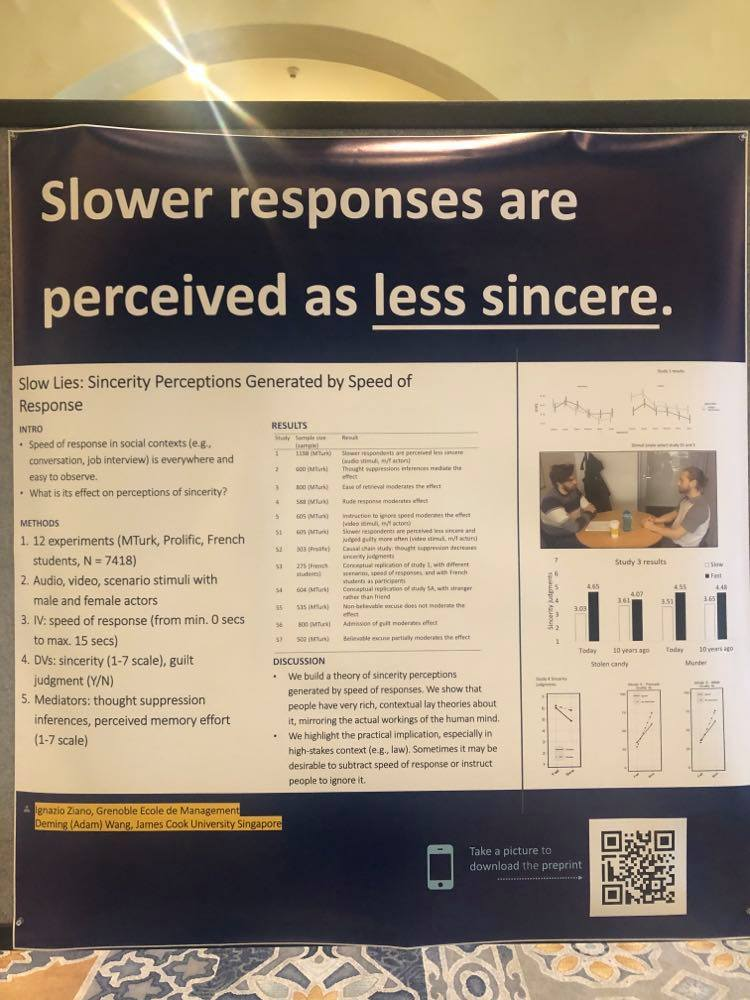 Slower responses are
perceived as less sincere.
Slow Lies: Sincerity Perceptions Generated by Speed of
Response
INTRO
• Speed of response in social contexts (e.g.,
conversation, job interview) is everywhere and
easy to observe.
• What is its effect on perceptions of sincerity?
METHODS
1. 12 experiments (MTurk, Prolific, French
students, N = 7418)
2. Audio, video, scenario stimuli with
male and female actors
3. IV: speed of response (from min. 0 secs
to max. 15 secs)
4. DVs: sincerity (1-7 scale), guilt
judgment (Y/N)
5. Mediators: thought suppression
inferences, perceived memory effort
(1-7 scale)
RESULTS
Study Sample size Result
(sample)
1 (MTurk) Slower respondents are perceived less sincere
(audio stimuli, m/f actors)
2 600 (MTurk) Thought suppressions inferences mediate the
effect
3 800 (MTurk) Ease of retrieval moderates the effect
4 588 (MTurk) Rude response moderates effect
5 605 (MTurk) Instruction to ignore speed moderates the effect
(video stimuli, m/f actors)
S1 605 (MTurk) Slower respondents are perceived less sincere and
judged guilty more often (video stimuli, m/f actors)
S2 303 (Prolific) Causal chain study: thought suppression decreases
sincerity judgments
S3 275 (French Conceptual replication of study 1, with different
students) scenarios, speed of responses, and with French
students as participants
S4 604 (MTurk) Conceptual replication of study 5A, with stranger
rather than friend
S5 535 (MTurk) Non-believable excuse does not moderate the
effect
S6 800 (MTurk) Admission of guilt moderates effect
S7 502 (MTurk) Believable excuse partially moderates the effect
DISCUSSION
• We build a theory of sincerity perceptions
generated by speed of responses. We show that
people have very rich, contextual lay theories about
it, mirroring the actual workings of the human mind.
• We highlight the practical implication, especially in
high-stakes context (e.g., law). Sometimes it may be
desirable to subtract speed of response or instruct
people to ignore it.
Study 1 results
Study 3 results
Slow
Fast
Sincerity judgments
7
6
5
4
3
2
1
3.03 4.65 3.61 4.07 3.51 4.55 3.65 4.48
Today 10 years ago Today 10 years ago
Stolen candy Murder
Ignazio Ziano, Grenoble Ecole de Management
Deming (Adam) Wang, James Cook University Singapore
Take a picture to
download the preprint